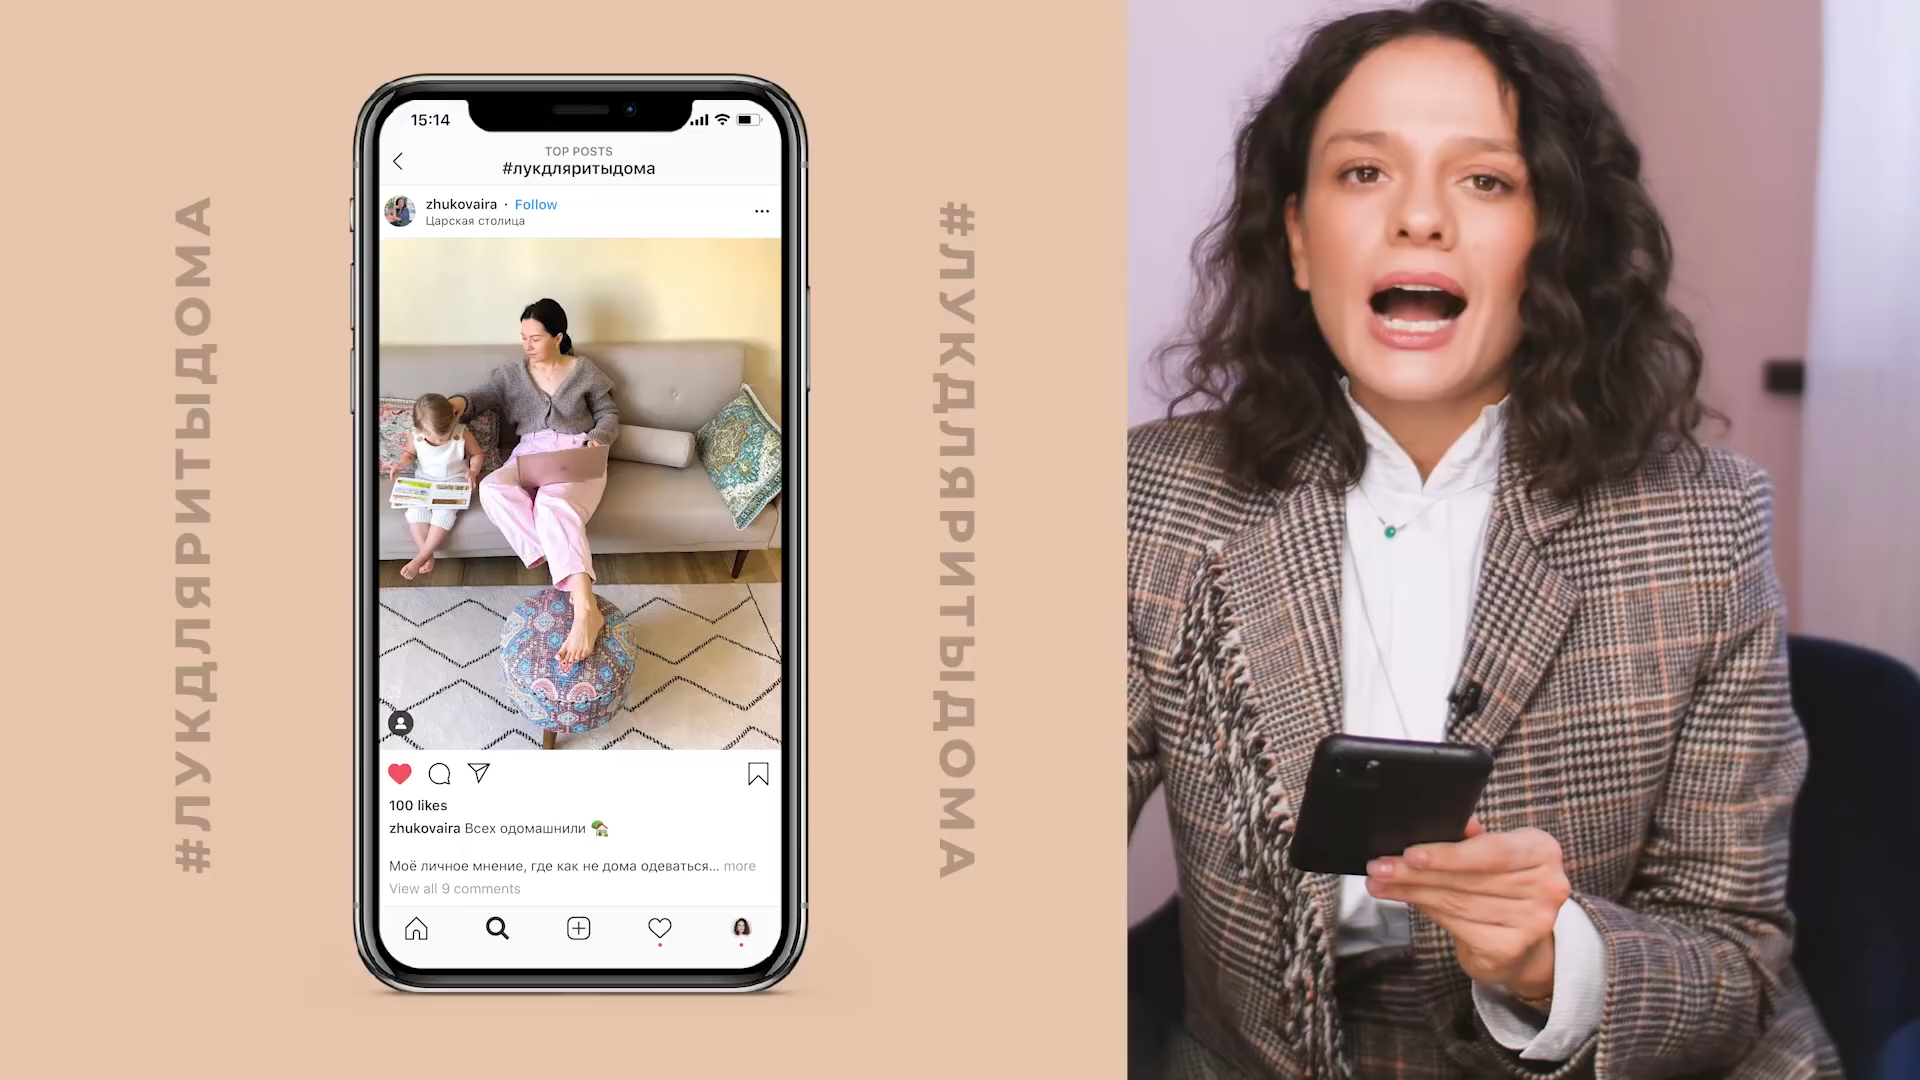 #ЛУКДЛЯРИТЫДОМА
15:14
TOP POSTS
#лукдляритыдома
zhukovaira · Follow
Царская столица
...
100 likes
zhukovaira Всех одомашнили 🏡
Моё личное мнение, где как не дома одеваться... more
View all 9 comments
#ЛУКДЛЯРИТЫДОМА